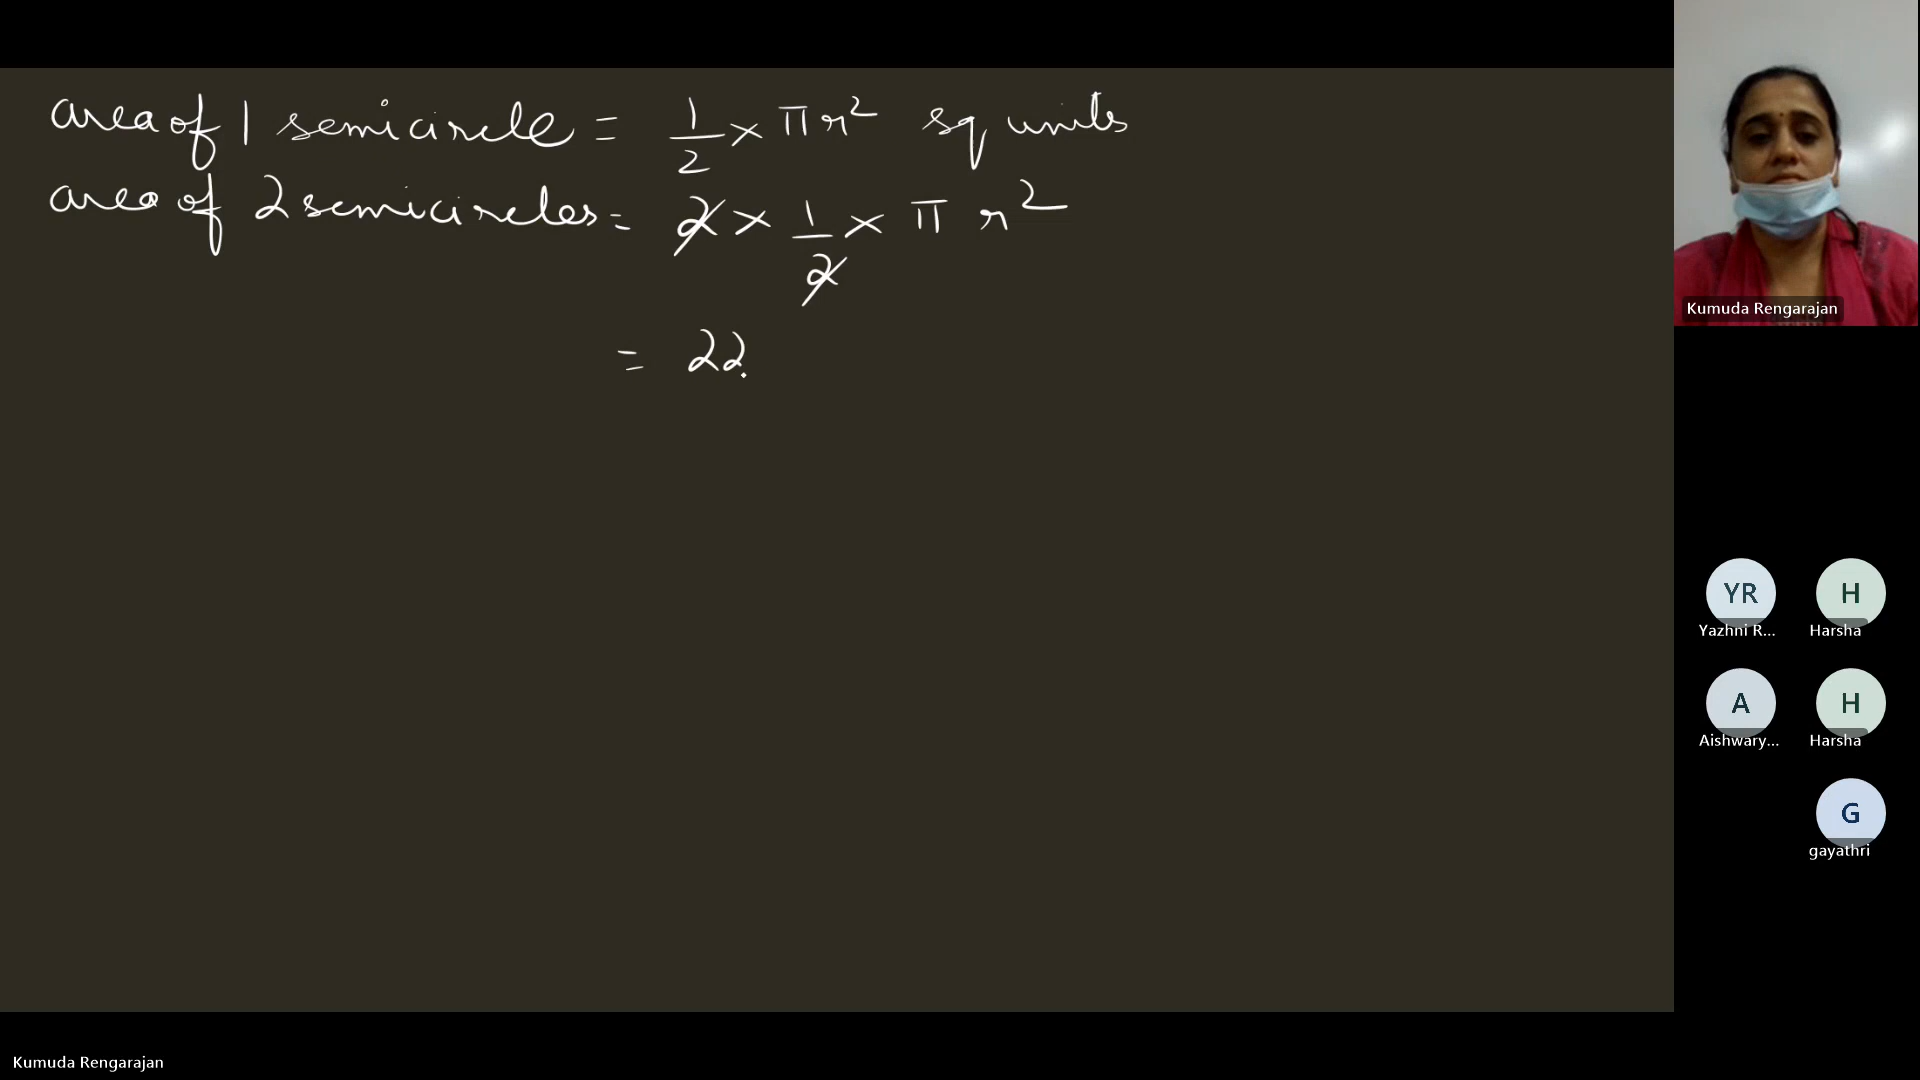 area of 1 semicircle = 1/2 × πr² sq units
area of 2 semicircles = 2 × 1/2 × π r²
= 22
Kumuda Rengarajan
YR
Yazhni R...
H
Harsha
A
Aishwary...
H
Harsha
G
gayathri
Kumuda Rengarajan